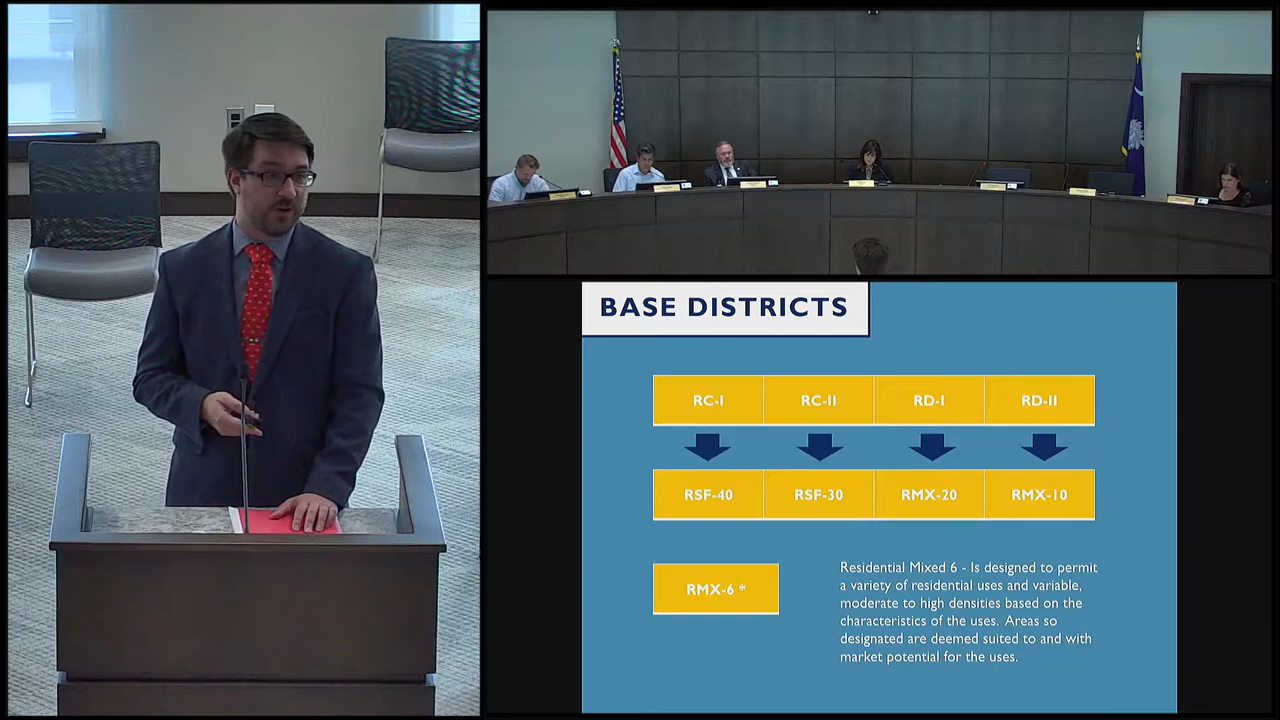 BASE DISTRICTS
RC-I RC-II RD-I RD-II
RSF-40 RSF-30 RMX-20 RMX-10
RMX-6 *
Residential Mixed 6 - Is designed to permit
a variety of residential uses and variable,
moderate to high densities based on the
characteristics of the uses. Areas so
designated are deemed suited to and with
market potential for the uses.